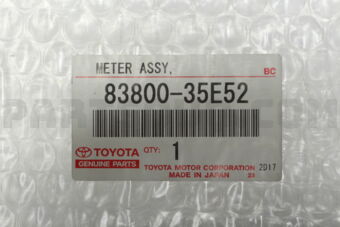 METER ASSY,
BC
83800-35E52
TOYOTA
GENUINE PARTS
QTY: 1
TOYOTA MOTOR CORPORATION 2017
MADE IN JAPAN